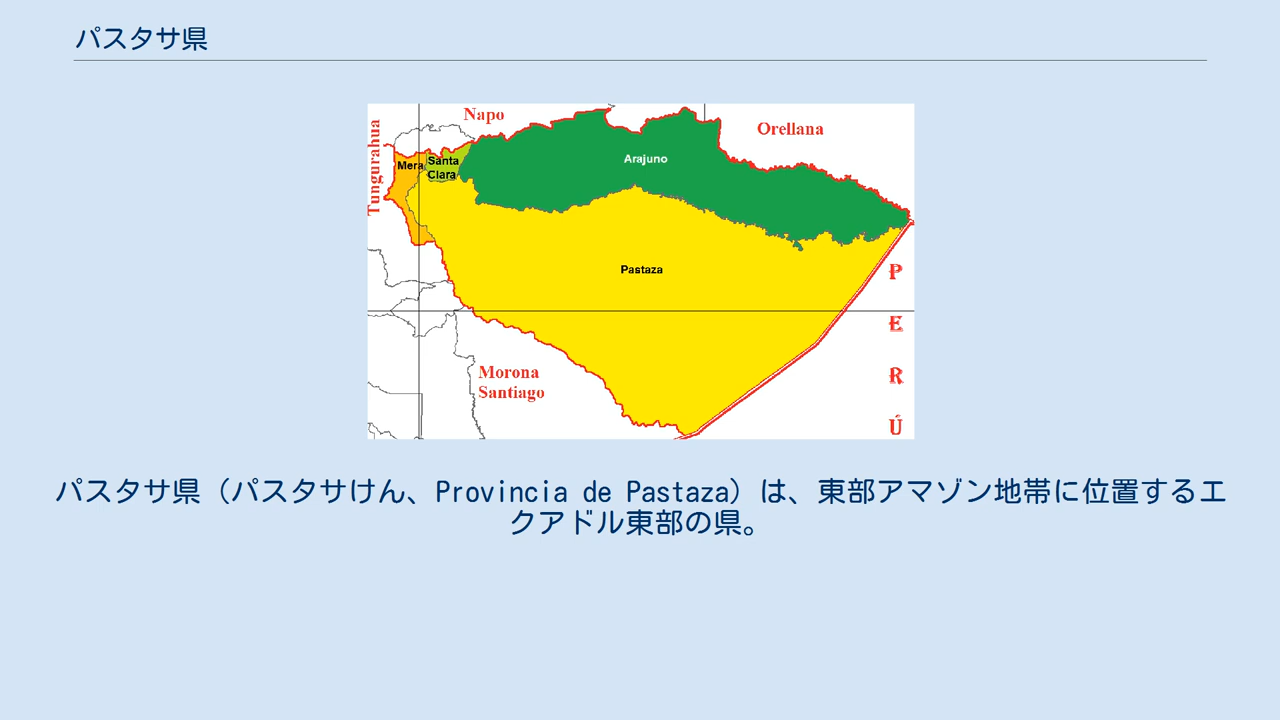 パスタサ県
Napo
Orellana
Tungurahua
Mera
Santa
Clara
Arajuno
Pastaza
P
E
R
Ú
Morona
Santiago
パスタサ県（パスタサけん、Provincia de Pastaza）は、東部アマゾン地帯に位置するエ
クアドル東部の県。